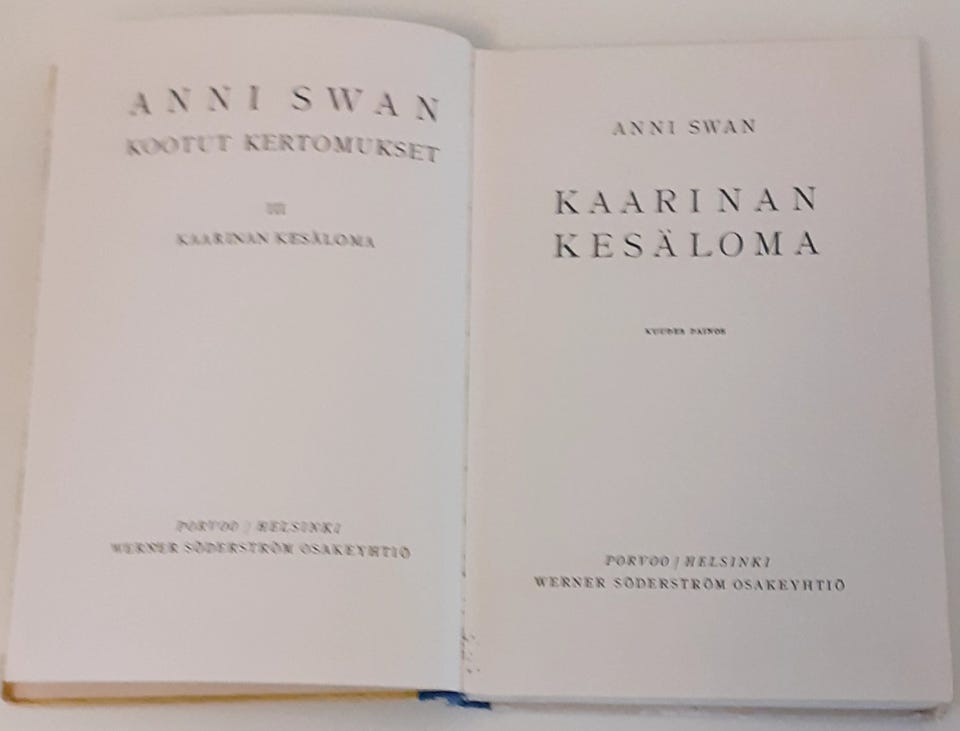 ANNI SWAN
KOOTUT KERTOMUKSET
III
KAARINAN KESÄLOMA
PORVOO / HELSINKI
WERNER SÖDERSTRÖM OSAKEYHTIÖ
ANNI SWAN
KAARINAN
KESÄLOMA
KUUDES PAINOS
PORVOO / HELSINKI
WERNER SÖDERSTRÖM OSAKEYHTIÖ